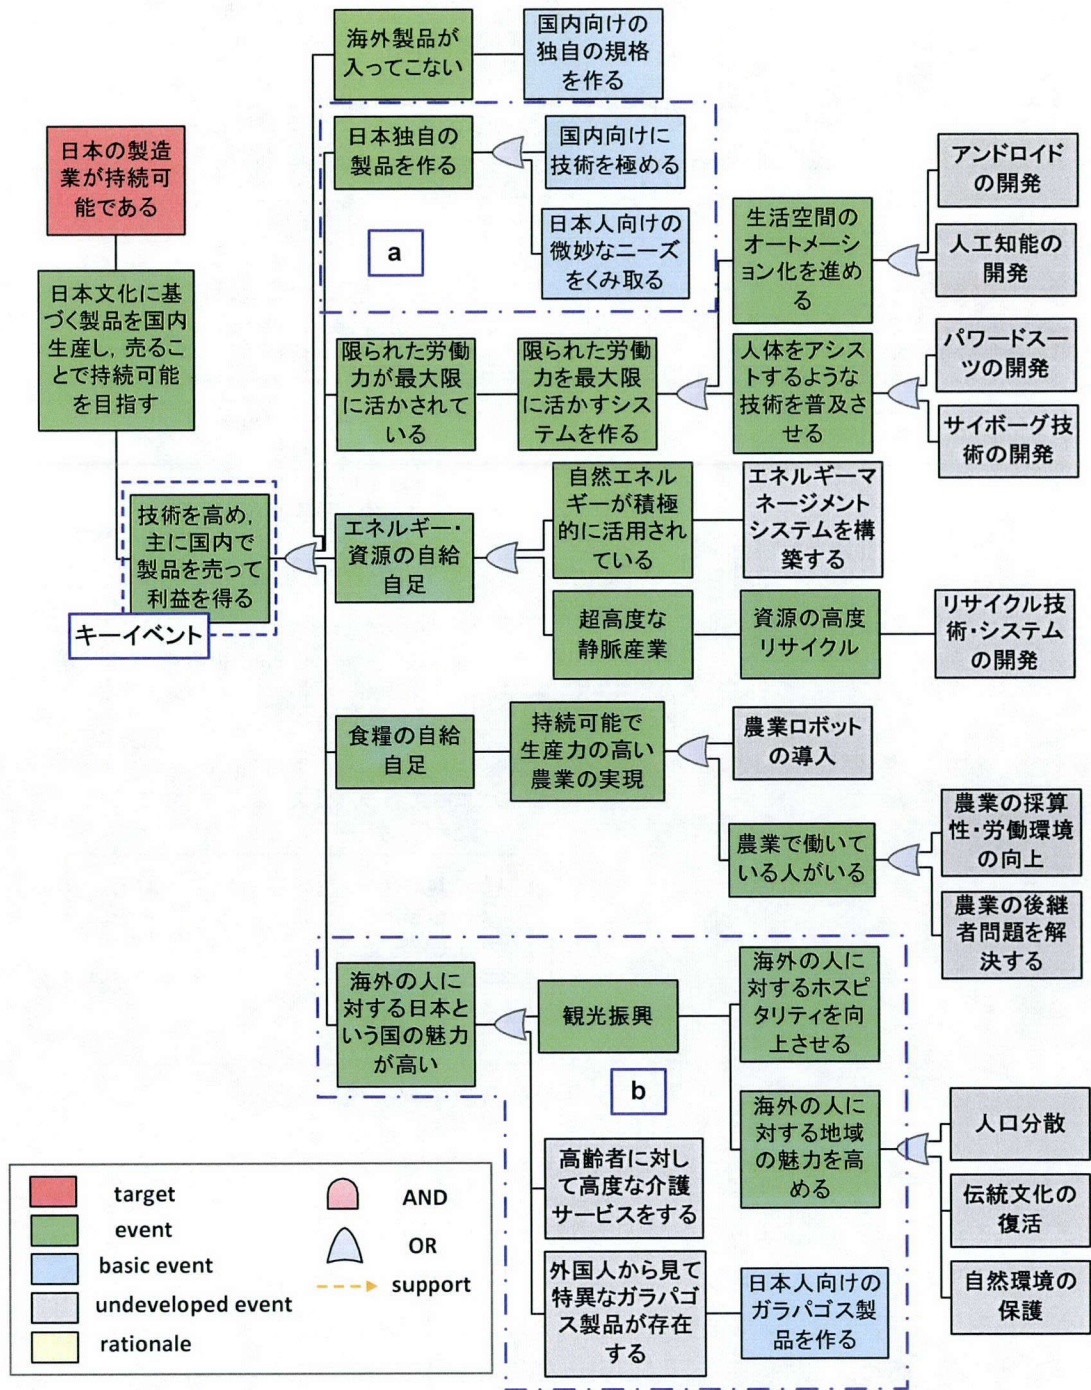 海外製品が
入ってこない
国内向けの
独自の規格
を作る
日本の製造
業が持続可
能である
日本独自の
製品を作る
国内向けに
技術を極める
日本人向けの
微妙なニーズ
をくみ取る
a
アンドロイド
の開発
生活空間の
オートメーシ
ョン化を進め
る
人工知能の
開発
日本文化に基
づく製品を国内
生産し，売るこ
とで持続可能
を目指す
限られた労働
力が最大限
に活かされて
いる
限られた労働
力を最大限
に活かすシス
テムを作る
人体をアシス
トするような
技術を普及さ
せる
パワードスー
ツの開発
サイボーグ技
術の開発
技術を高め，
主に国内で
製品を売って
利益を得る
キーイベント
エネルギー・
資源の自給
自足
自然エネル
ギーが積極
的に活用され
ている
エネルギーマ
ネージメント
システムを構
築する
超高度な
静脈産業
資源の高度
リサイクル
リサイクル技
術・システム
の開発
食糧の自給
自足
持続可能で
生産力の高い
農業の実現
農業ロボット
の導入
農業で働いて
いる人がいる
農業の採算
性・労働環境
の向上
農業の後継
者問題を解
決する
海外の人に
対する日本と
いう国の魅力
が高い
観光振興
海外の人に
対するホスピ
タリティを向
上させる
b
海外の人に
対する地域
の魅力を高
める
人口分散
伝統文化の
復活
自然環境の
保護
高齢者に対し
て高度な介護
サービスをする
外国人から見て
特異なガラパゴ
ス製品が存在
する
日本人向けの
ガラパゴス製
品を作る
target
event
basic event
undeveloped event
rationale
AND
OR
support